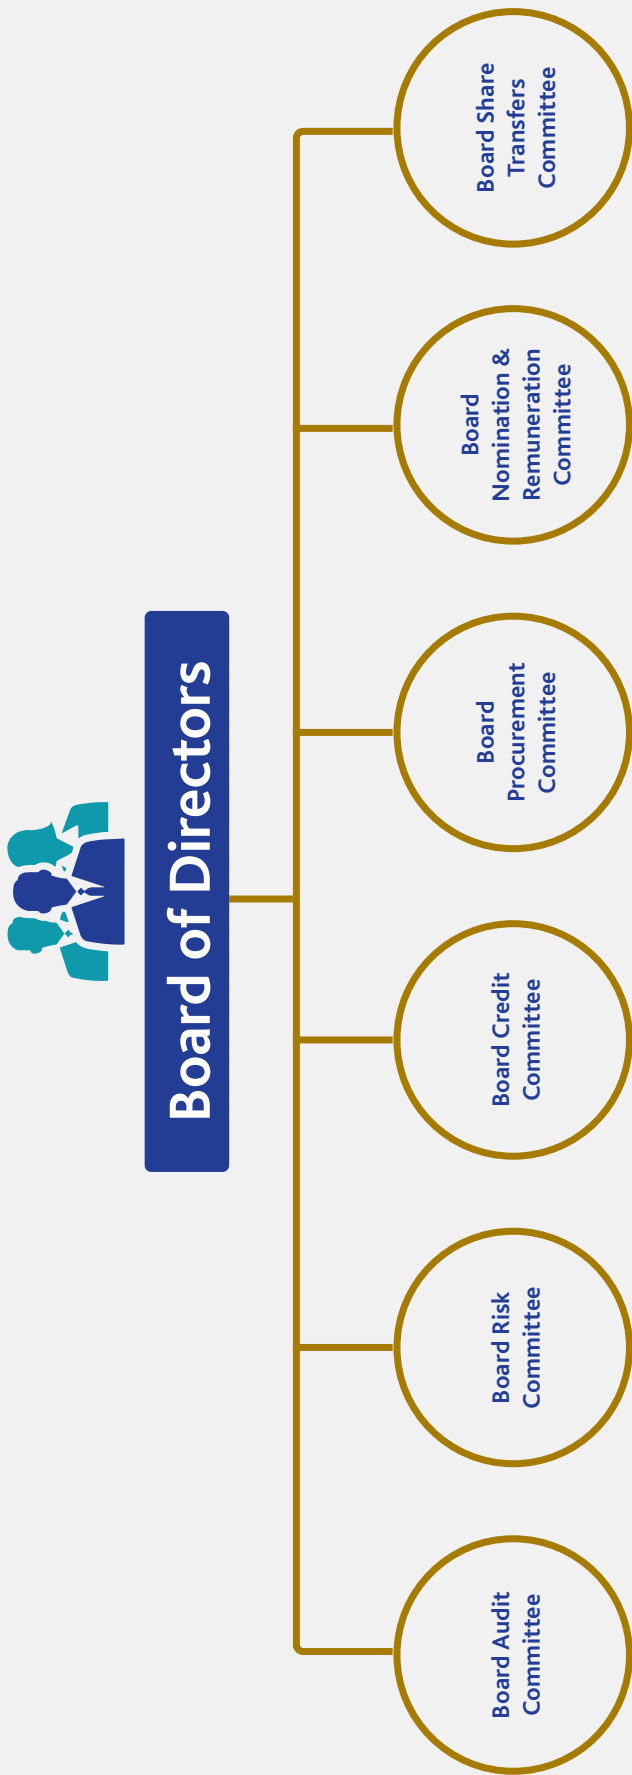 Board of Directors
Board Audit
Committee
Board Risk
Committee
Board Credit
Committee
Board
Procurement
Committee
Board
Nomination &
Remuneration
Committee
Board Share
Transfers
Committee